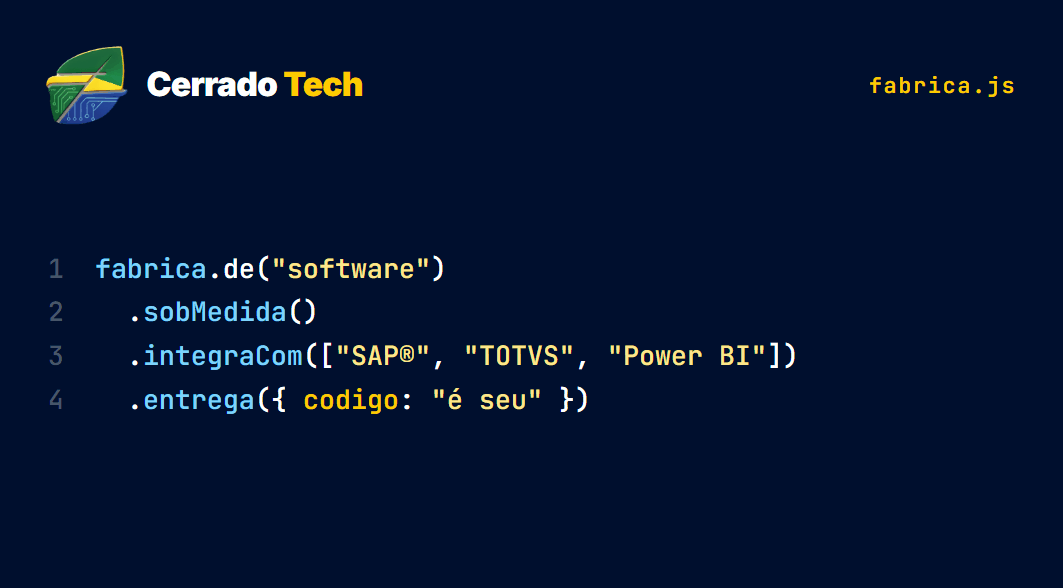 Cerrado Tech
fabrica.js
1 fabrica.de("software")
2   .sobMedida()
3   .integraCom(["SAP®", "TOTVS", "Power BI"])
4   .entrega({ codigo: "é seu" })